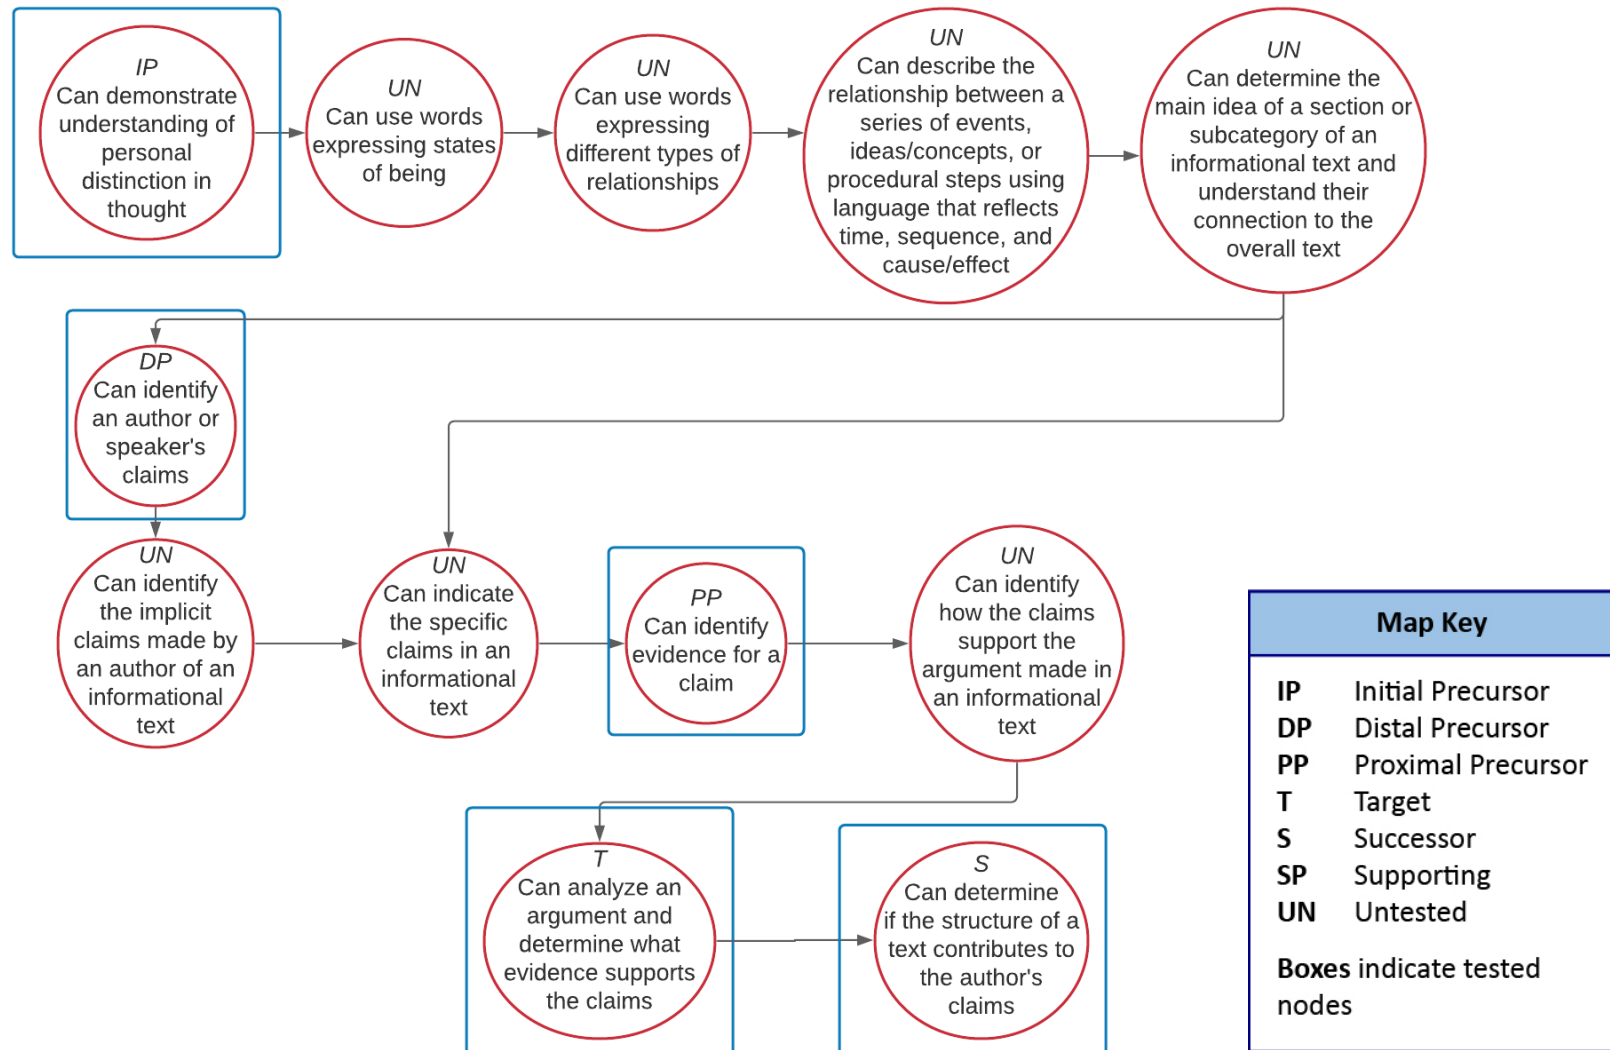 IP
Can demonstrate
understanding of
personal
distinction in
thought
UN
Can use words
expressing states
of being
UN
Can use words
expressing
different types of
relationships
UN
Can describe the
relationship between a
series of events,
ideas/concepts, or
procedural steps using
language that reflects
time, sequence, and
cause/effect
UN
Can determine the
main idea of a section or
subcategory of an
informational text and
understand their
connection to the
overall text
DP
Can identify
an author or
speaker's
claims
UN
Can identify
the implicit
claims made by
an author of an
informational
text
UN
Can indicate
the specific
claims in an
informational
text
PP
Can identify
evidence for a
claim
UN
Can identify
how the claims
support the
argument made in
an informational
text
T
Can analyze an
argument and
determine what
evidence supports
the claims
S
Can determine
if the structure of a
text contributes to
the author's
claims
Map Key
IP Initial Precursor
DP Distal Precursor
PP Proximal Precursor
T Target
S Successor
SP Supporting
UN Untested
Boxes indicate tested
nodes